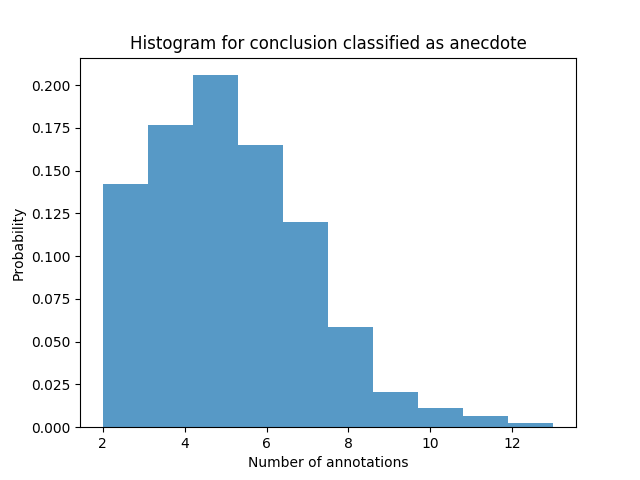 Histogram for conclusion classified as anecdote
0.200
0.175
0.150
0.125
0.100
0.075
0.050
0.025
0.000
Probability
2 4 6 8 10 12
Number of annotations